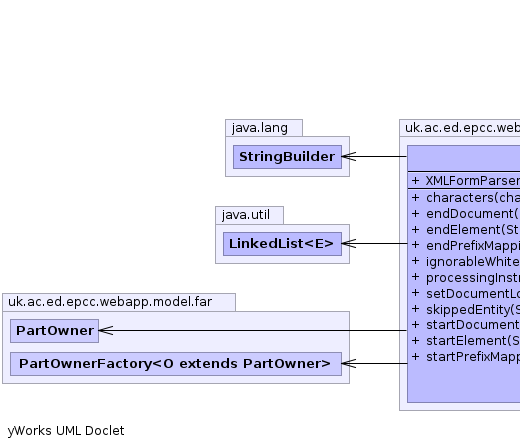 java.lang
StringBuilder
java.util
LinkedList<E>
uk.ac.ed.epcc.webapp.model.far
PartOwner
PartOwnerFactory<O extends PartOwner>
uk.ac.ed.epcc.web
+ XMLFormParser
+ characters(cha
+ endDocument(
+ endElement(St
+ endPrefixMappi
+ ignorableWhite
+ processingInstr
+ setDocumentLo
+ skippedEntity(S
+ startDocument
+ startElement(S
+ startPrefixMapp
yWorks UML Doclet